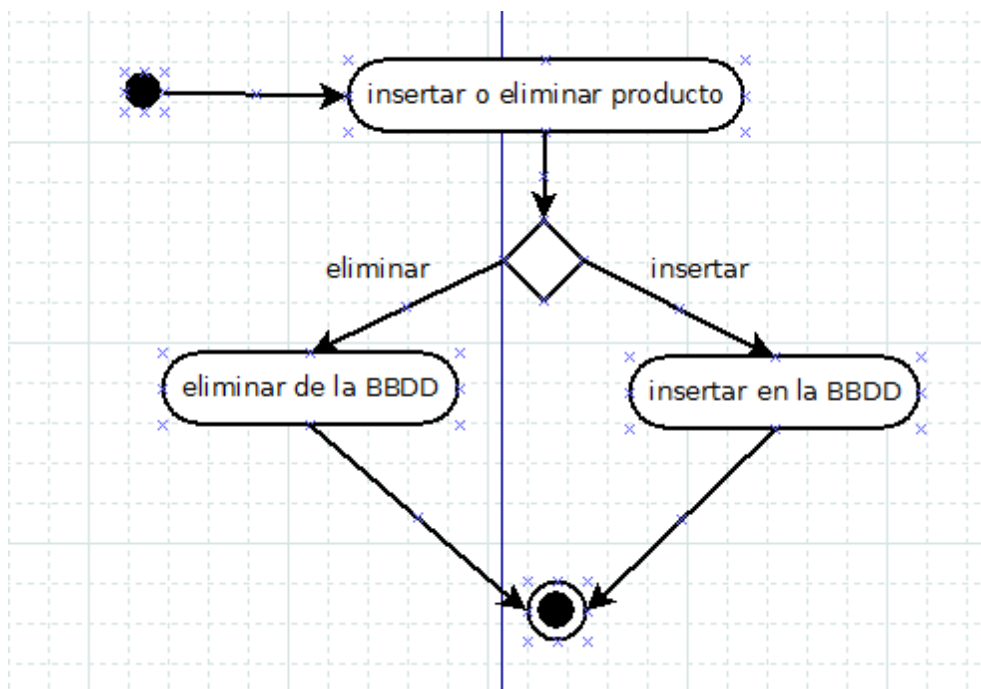 insertar o eliminar producto
eliminar
insertar
eliminar de la BBDD
insertar en la BBDD